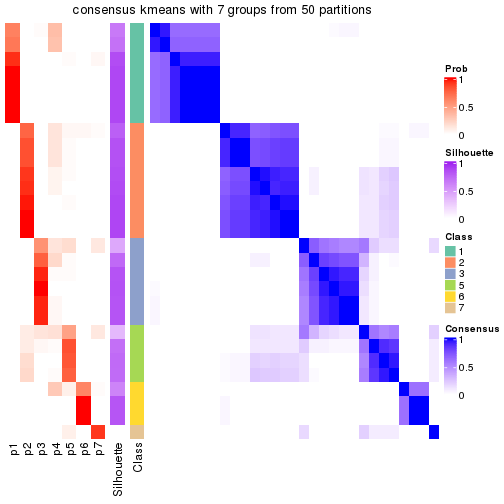 consensus kmeans with 7 groups from 50 partitions
p1
p2
p3
p4
p5
p6
p7
Silhouette
Class
Prob
1
0.5
0
Silhouette
1
0.5
0
Class
1
2
3
5
6
7
Consensus
1
0.5
0